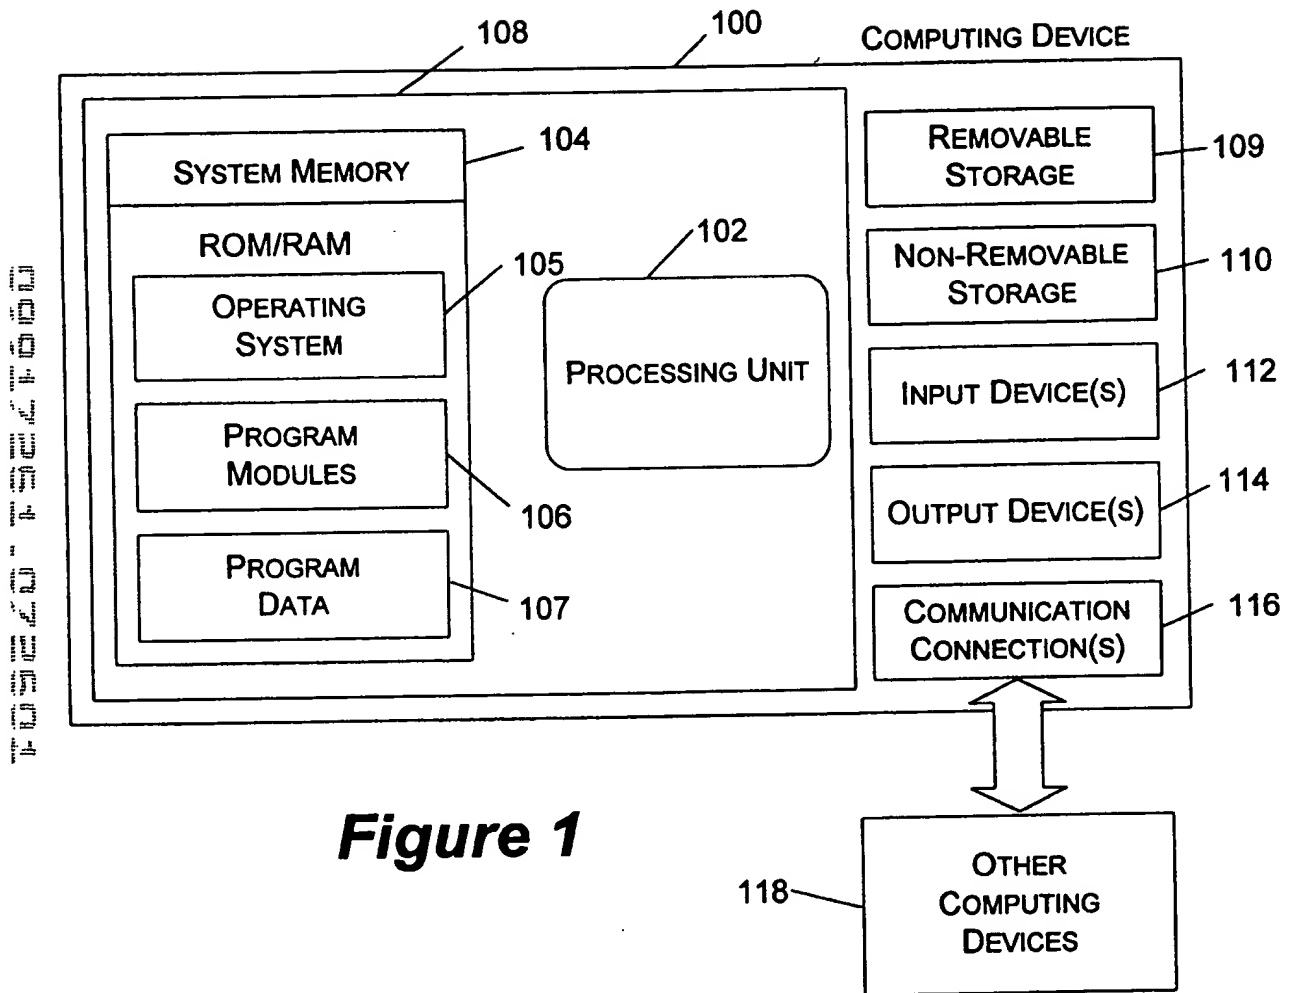 108
100
COMPUTING DEVICE
104
SYSTEM MEMORY
ROM/RAM
105
OPERATING
SYSTEM
PROGRAM
MODULES
106
PROGRAM
DATA
107
102
PROCESSING UNIT
REMOVABLE
STORAGE
109
NON-REMOVABLE
STORAGE
110
INPUT DEVICE(S)
112
OUTPUT DEVICE(S)
114
COMMUNICATION
CONNECTION(S)
116
Figure 1
118
OTHER
COMPUTING
DEVICES